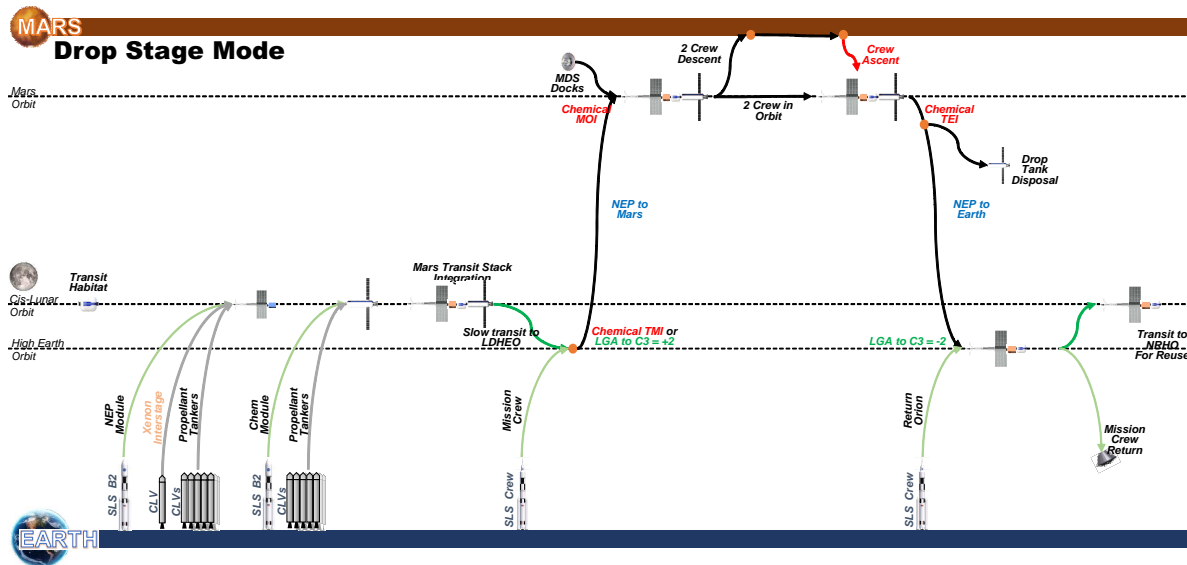 MARS
Drop Stage Mode
Mars
Orbit
MDS
Docks
Chemical
MOI
2 Crew
Descent
2 Crew in
Orbit
Crew
Ascent
Chemical
TEI
Drop
Tank
Disposal
NEP to
Mars
NEP to
Earth
Transit
Habitat
Mars Transit Stack
Integration
Cis-Lunar
Orbit
High Earth
Orbit
Slow transit to
LDHEO
Chemical TMI or
LGA to C3 = +2
LGA to C3 = -2
Transit to
NRHO
For Reuse
NEP
Module
Xenon
Interstage
Propellant
Tankers
Chem
Module
Propellant
Tankers
Mission
Crew
Return
Orion
Mission
Crew
Return
SLS B2
CLV
CLVs
SLS B2
CLVs
SLS Crew
SLS Crew
EARTH